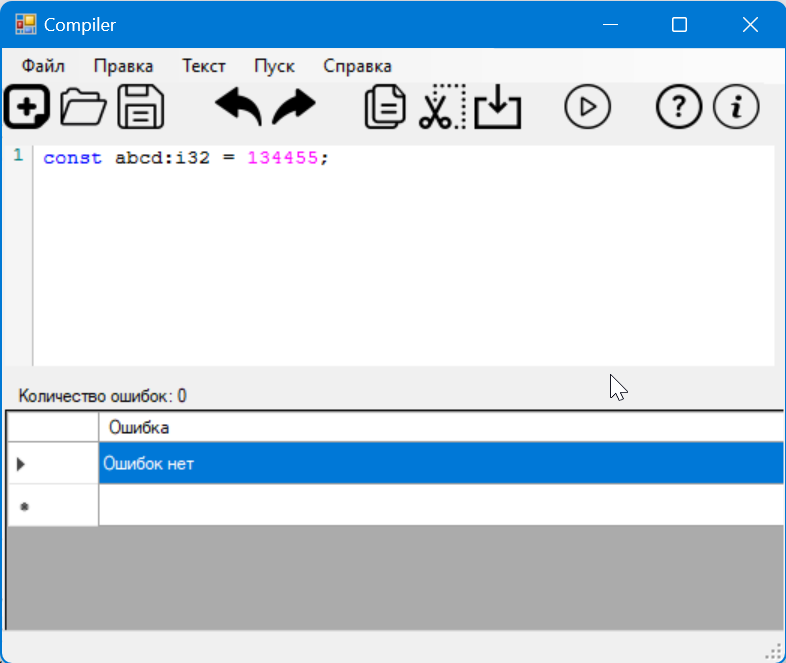 Compiler
Файл Правка Текст Пуск Справка
1 const abcd:i32 = 134455;
Количество ошибок: 0
Ошибка
Ошибок нет